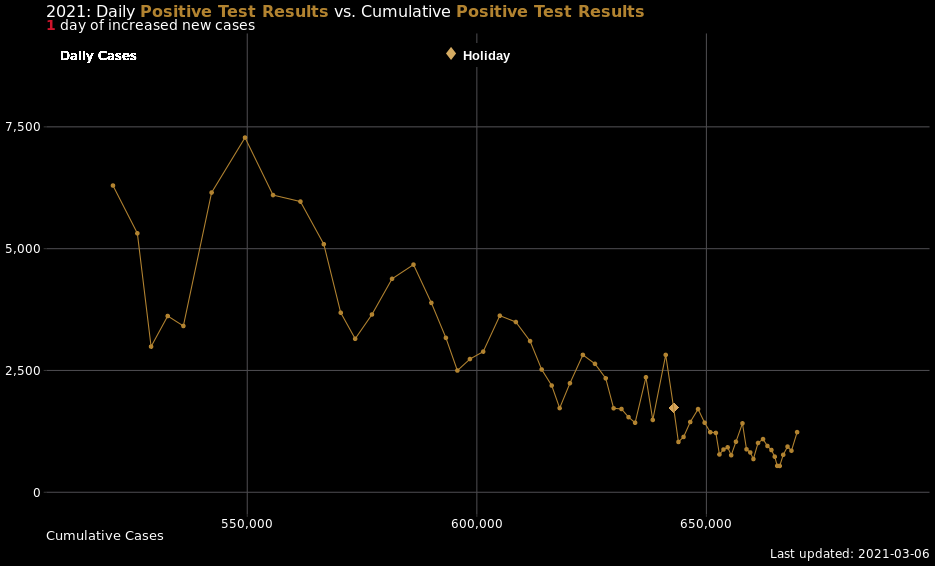 2021: Daily Positive Test Results vs. Cumulative Positive Test Results
1 day of increased new cases
Daily Cases
Holiday
7,500
5,000
2,500
0
550,000
600,000
650,000
Cumulative Cases
Last updated: 2021-03-06